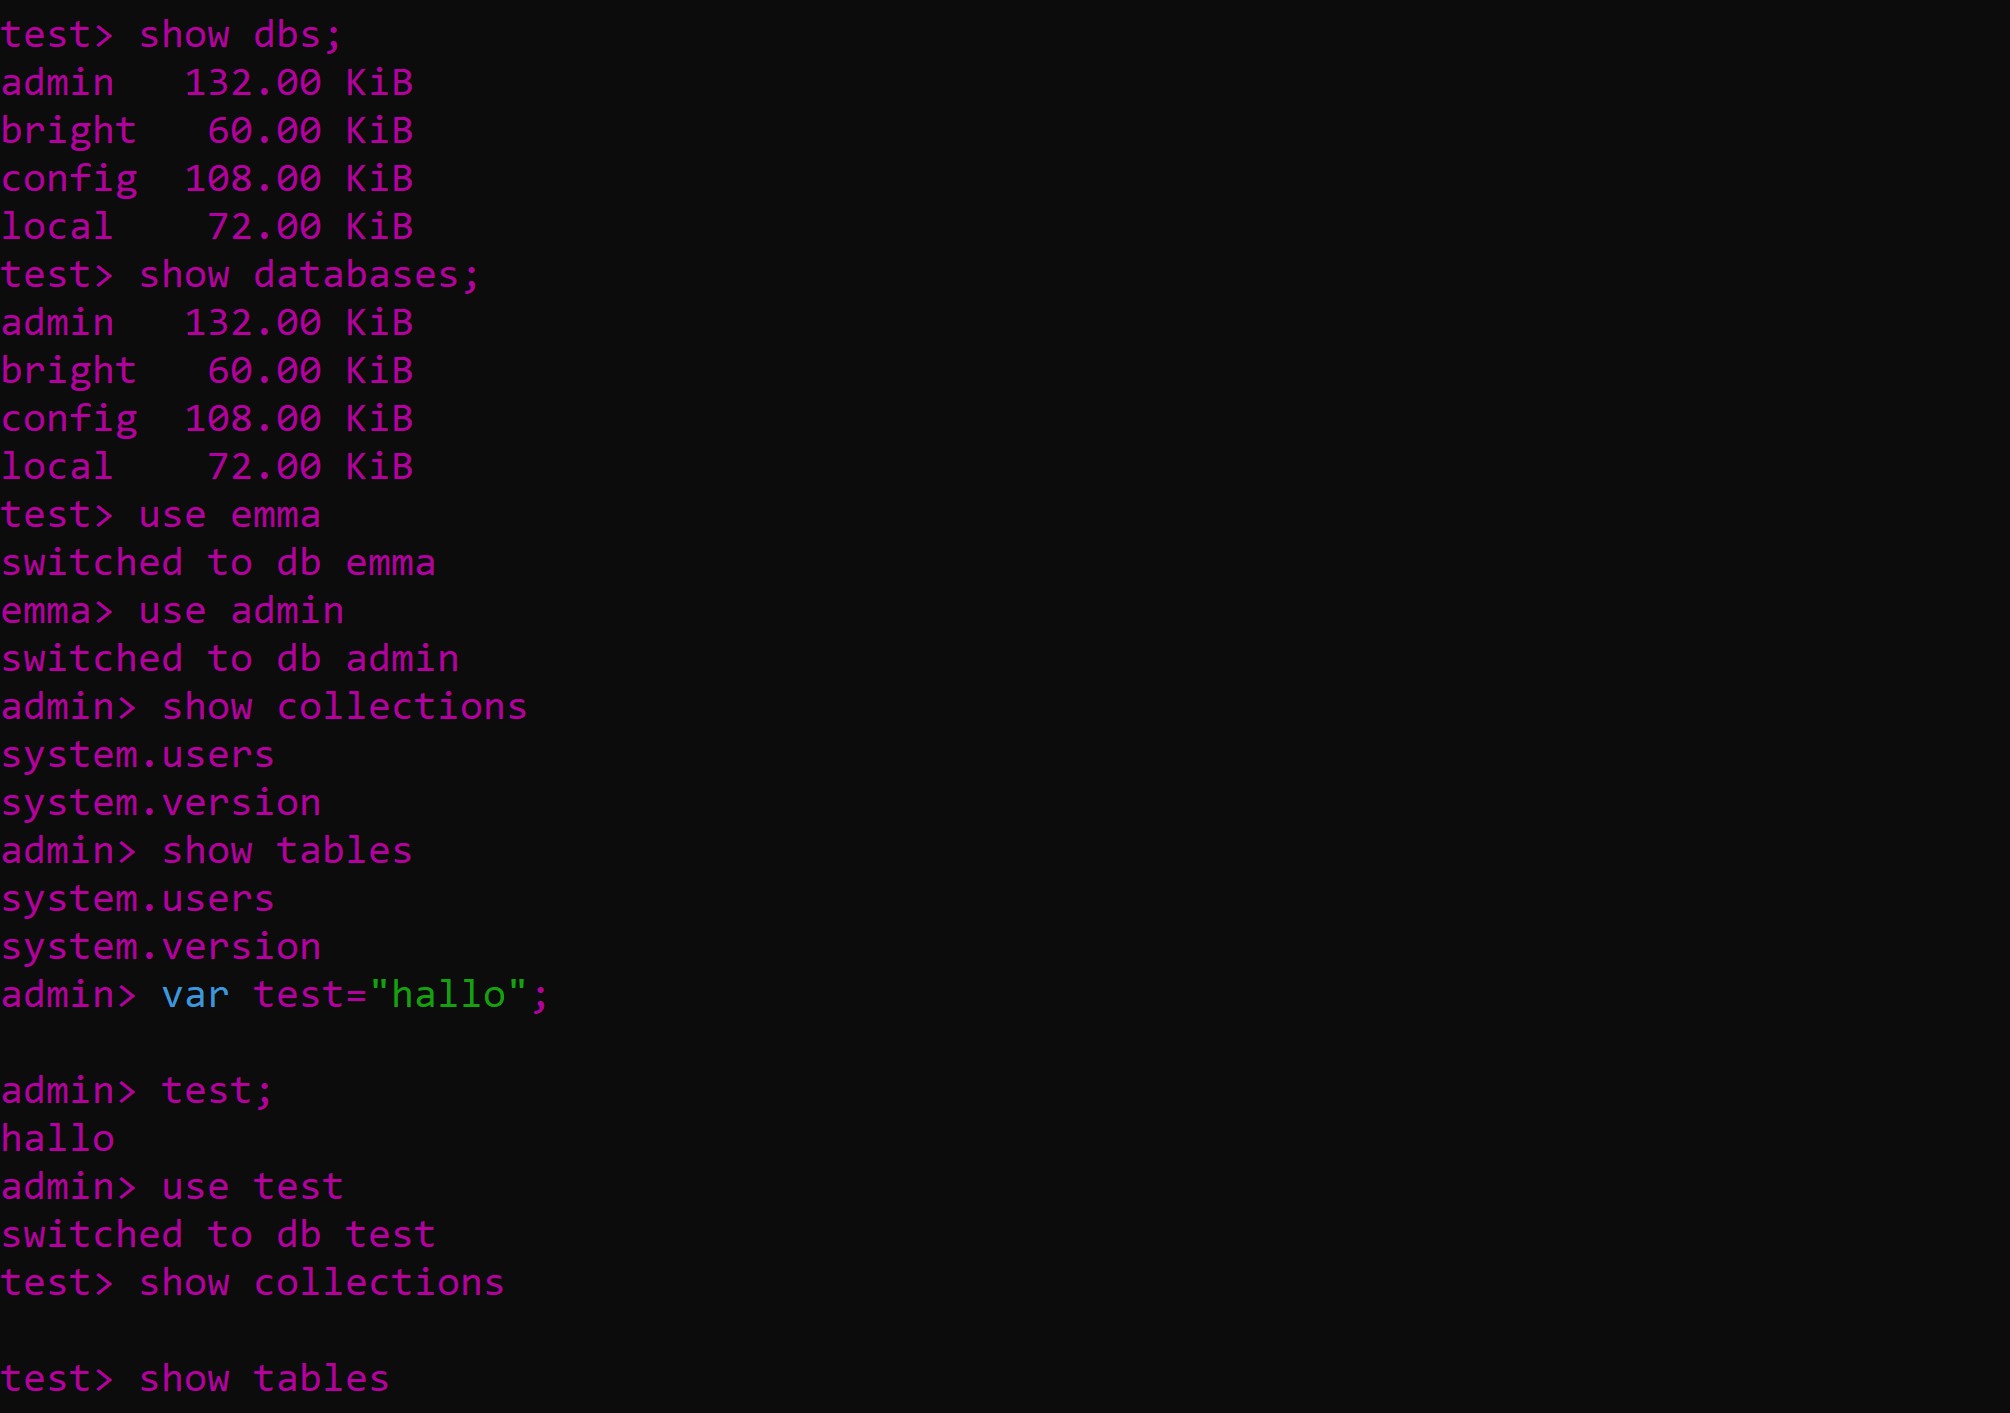 test> show dbs;
admin   132.00 KiB
bright   60.00 KiB
config  108.00 KiB
local    72.00 KiB
test> show databases;
admin   132.00 KiB
bright   60.00 KiB
config  108.00 KiB
local    72.00 KiB
test> use emma
switched to db emma
emma> use admin
switched to db admin
admin> show collections
system.users
system.version
admin> show tables
system.users
system.version
admin> var test="hallo";
admin> test;
hallo
admin> use test
switched to db test
test> show collections
test> show tables